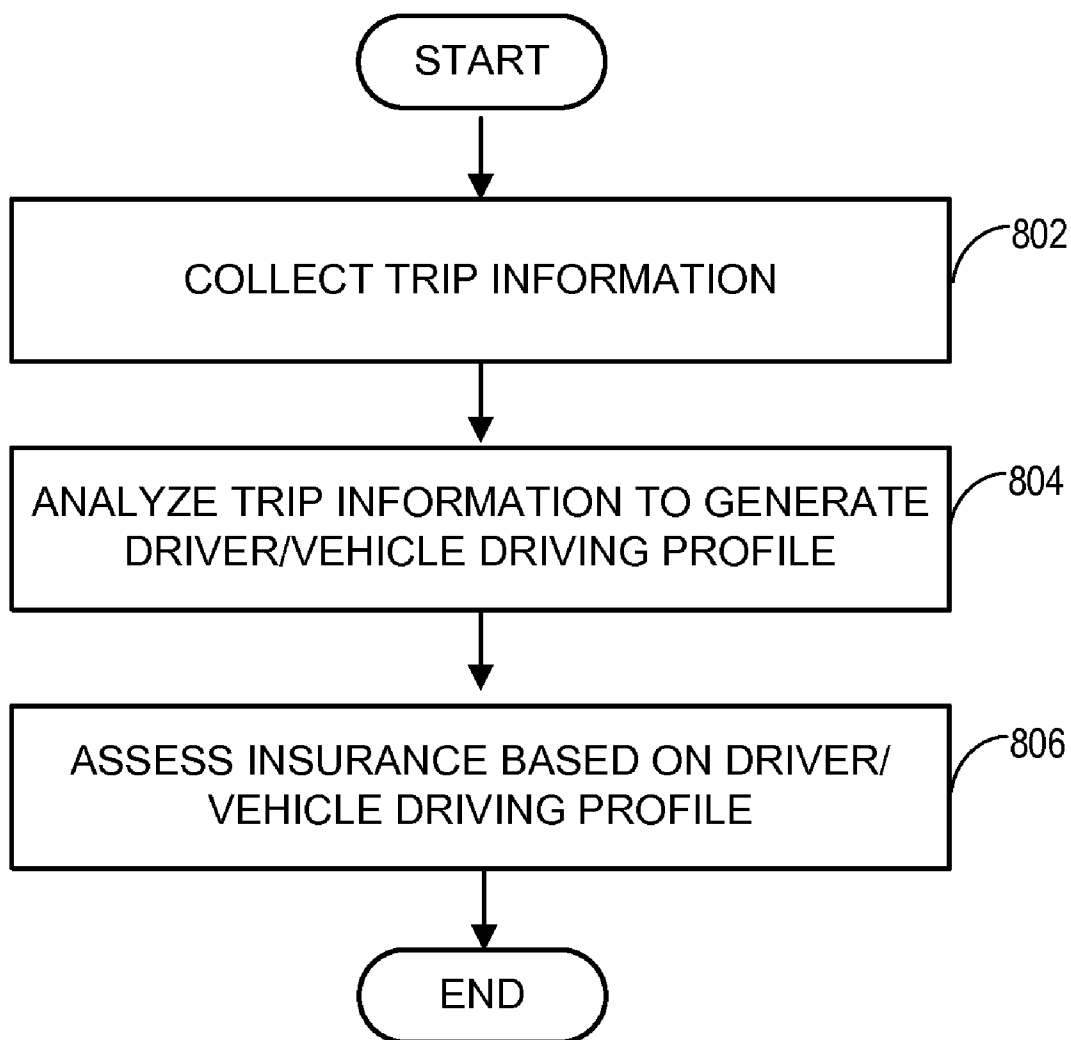 START
COLLECT TRIP INFORMATION
802
ANALYZE TRIP INFORMATION TO GENERATE
DRIVER/VEHICLE DRIVING PROFILE
804
ASSESS INSURANCE BASED ON DRIVER/
VEHICLE DRIVING PROFILE
806
END